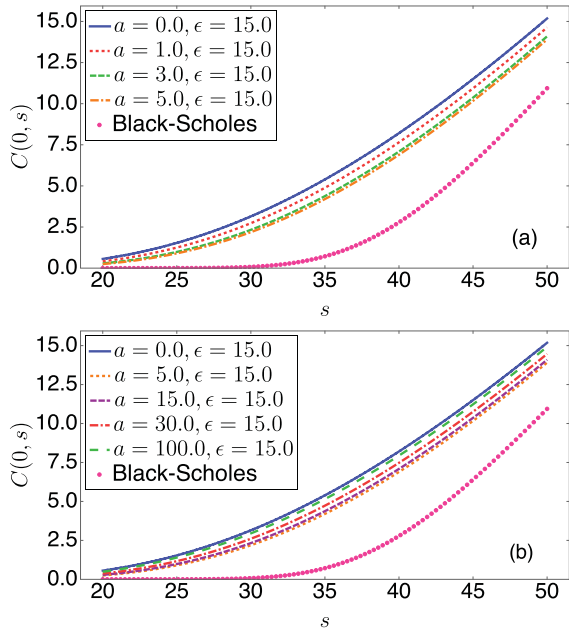 15.0
12.5
10.0
7.5
5.0
2.5
0.0
C(0, s)
a = 0.0, ϵ = 15.0
a = 1.0, ϵ = 15.0
a = 3.0, ϵ = 15.0
a = 5.0, ϵ = 15.0
Black-Scholes
(a)
20 25 30 35 40 45 50
s
15.0
12.5
10.0
7.5
5.0
2.5
0.0
C(0, s)
a = 0.0, ϵ = 15.0
a = 5.0, ϵ = 15.0
a = 15.0, ϵ = 15.0
a = 30.0, ϵ = 15.0
a = 100.0, ϵ = 15.0
Black-Scholes
(b)
20 25 30 35 40 45 50
s